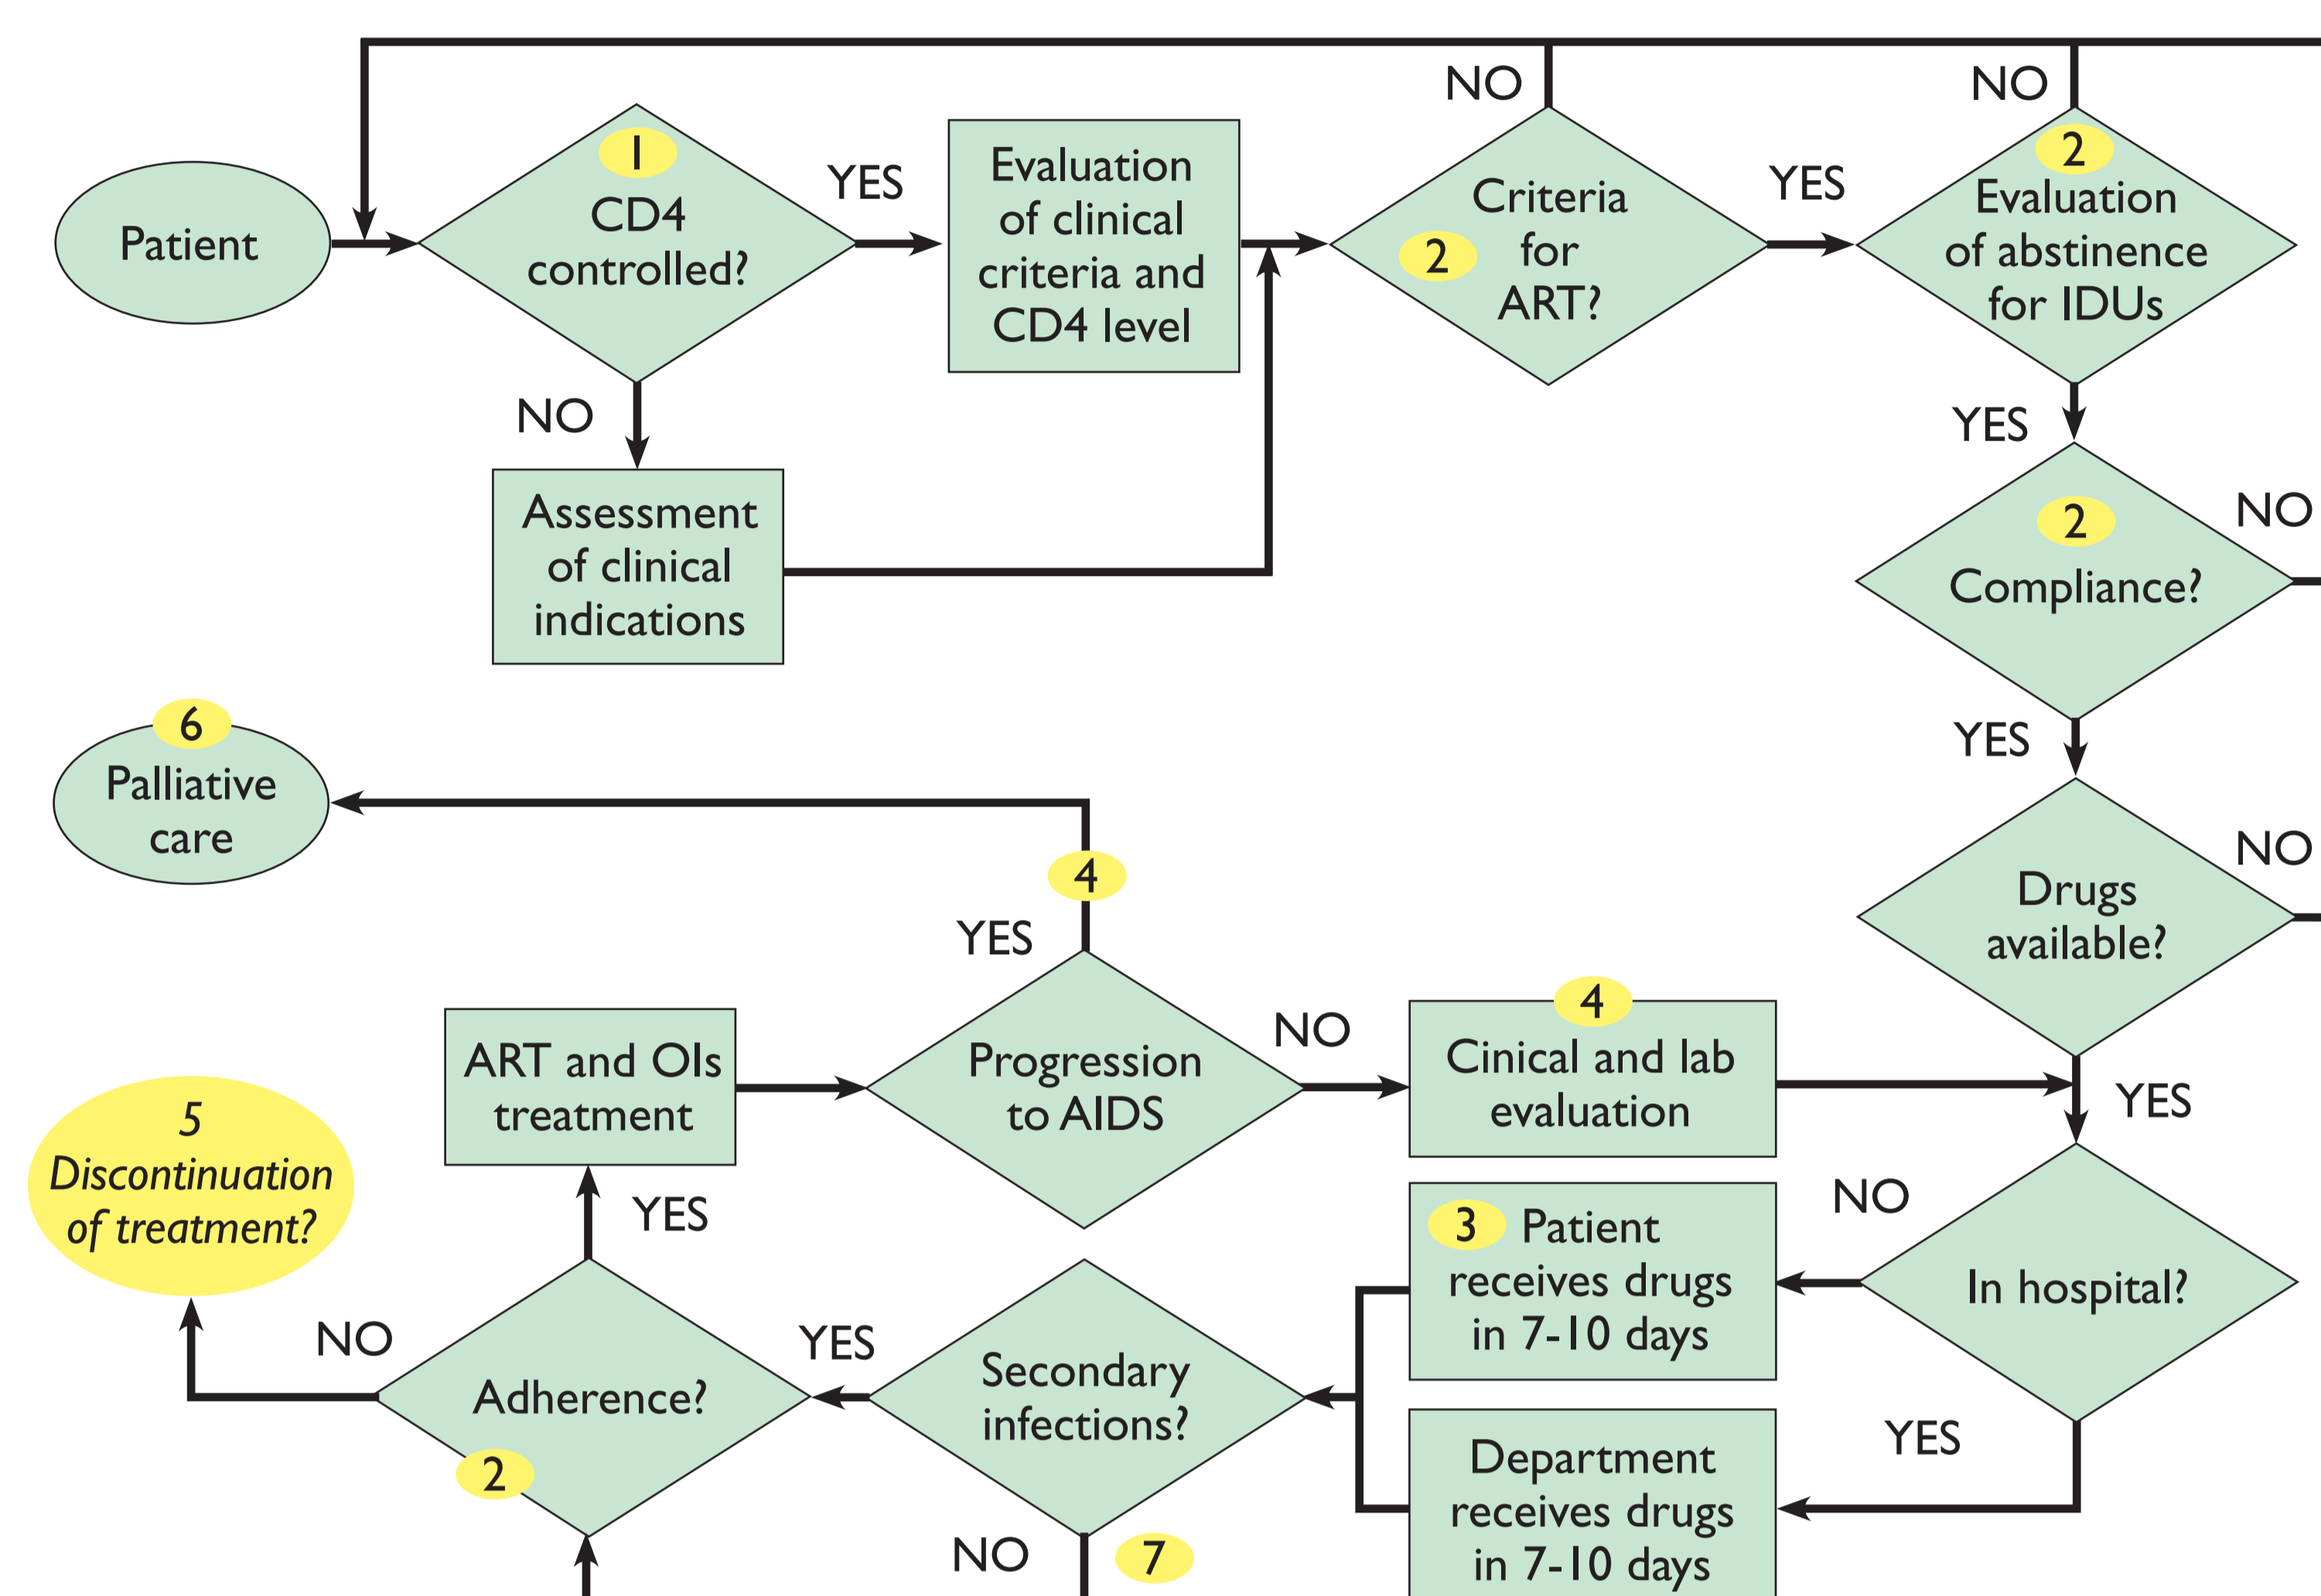 NO
NO
1
CD4
controlled?
YES
Evaluation
of clinical
criteria and
CD4 level
Criteria
for
ART?
2
YES
2
Evaluation
of abstinence
for IDUs
Patient
NO
YES
Assessment
of clinical
indications
2
Compliance?
NO
YES
6
Palliative
care
4
YES
Drugs
available?
NO
ART and OIs
treatment
Progression
to AIDS
NO
4
Cinical and lab
evaluation
YES
5
Discontinuation
of treatment?
YES
3 Patient
receives drugs
in 7-10 days
NO
In hospital?
NO
Adherence?
2
YES
Secondary
infections?
NO
7
YES
Department
receives drugs
in 7-10 days